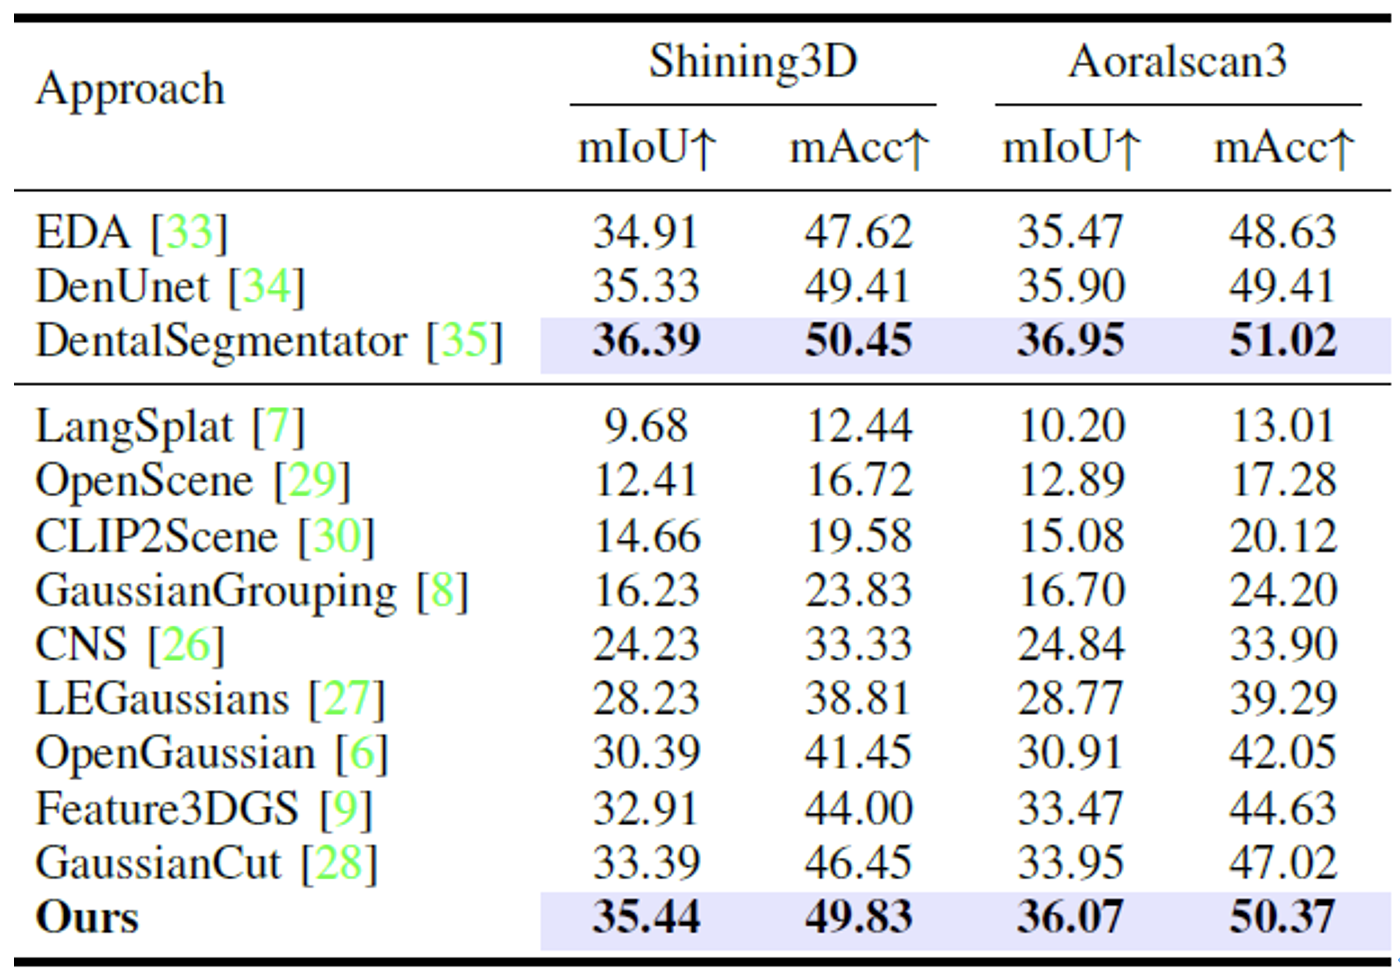 Approach Shining3D Aoralscan3
mIoU↑ mAcc↑ mIoU↑ mAcc↑
EDA [33] 34.91 47.62 35.47 48.63
DenUnet [34] 35.33 49.41 35.90 49.41
DentalSegmentator [35] 36.39 50.45 36.95 51.02
LangSplat [7] 9.68 12.44 10.20 13.01
OpenScene [29] 12.41 16.72 12.89 17.28
CLIP2Scene [30] 14.66 19.58 15.08 20.12
GaussianGrouping [8] 16.23 23.83 16.70 24.20
CNS [26] 24.23 33.33 24.84 33.90
LEGaussians [27] 28.23 38.81 28.77 39.29
OpenGaussian [6] 30.39 41.45 30.91 42.05
Feature3DGS [9] 32.91 44.00 33.47 44.63
GaussianCut [28] 33.39 46.45 33.95 47.02
Ours 35.44 49.83 36.07 50.37